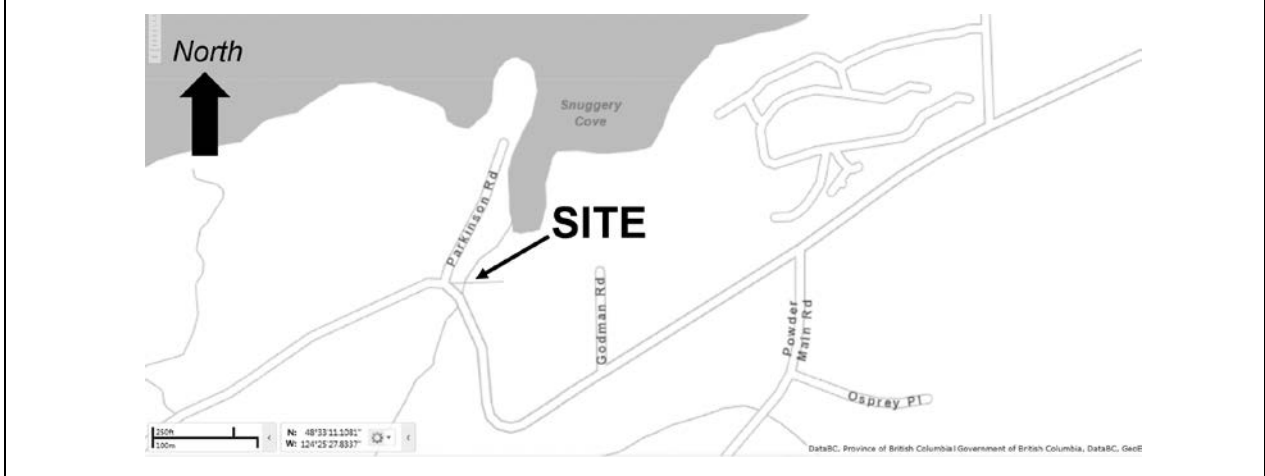 North
Snuggery
Cove
Parkinson Rd
SITE
Godman Rd
Powder
Main Rd
Osprey Pl
250ft
100m
N: 48°33'11.1081"
W: 124°25'27.8337"
DataBC, Province of British Columbia|Government of British Columbia, DataBC, GeoE